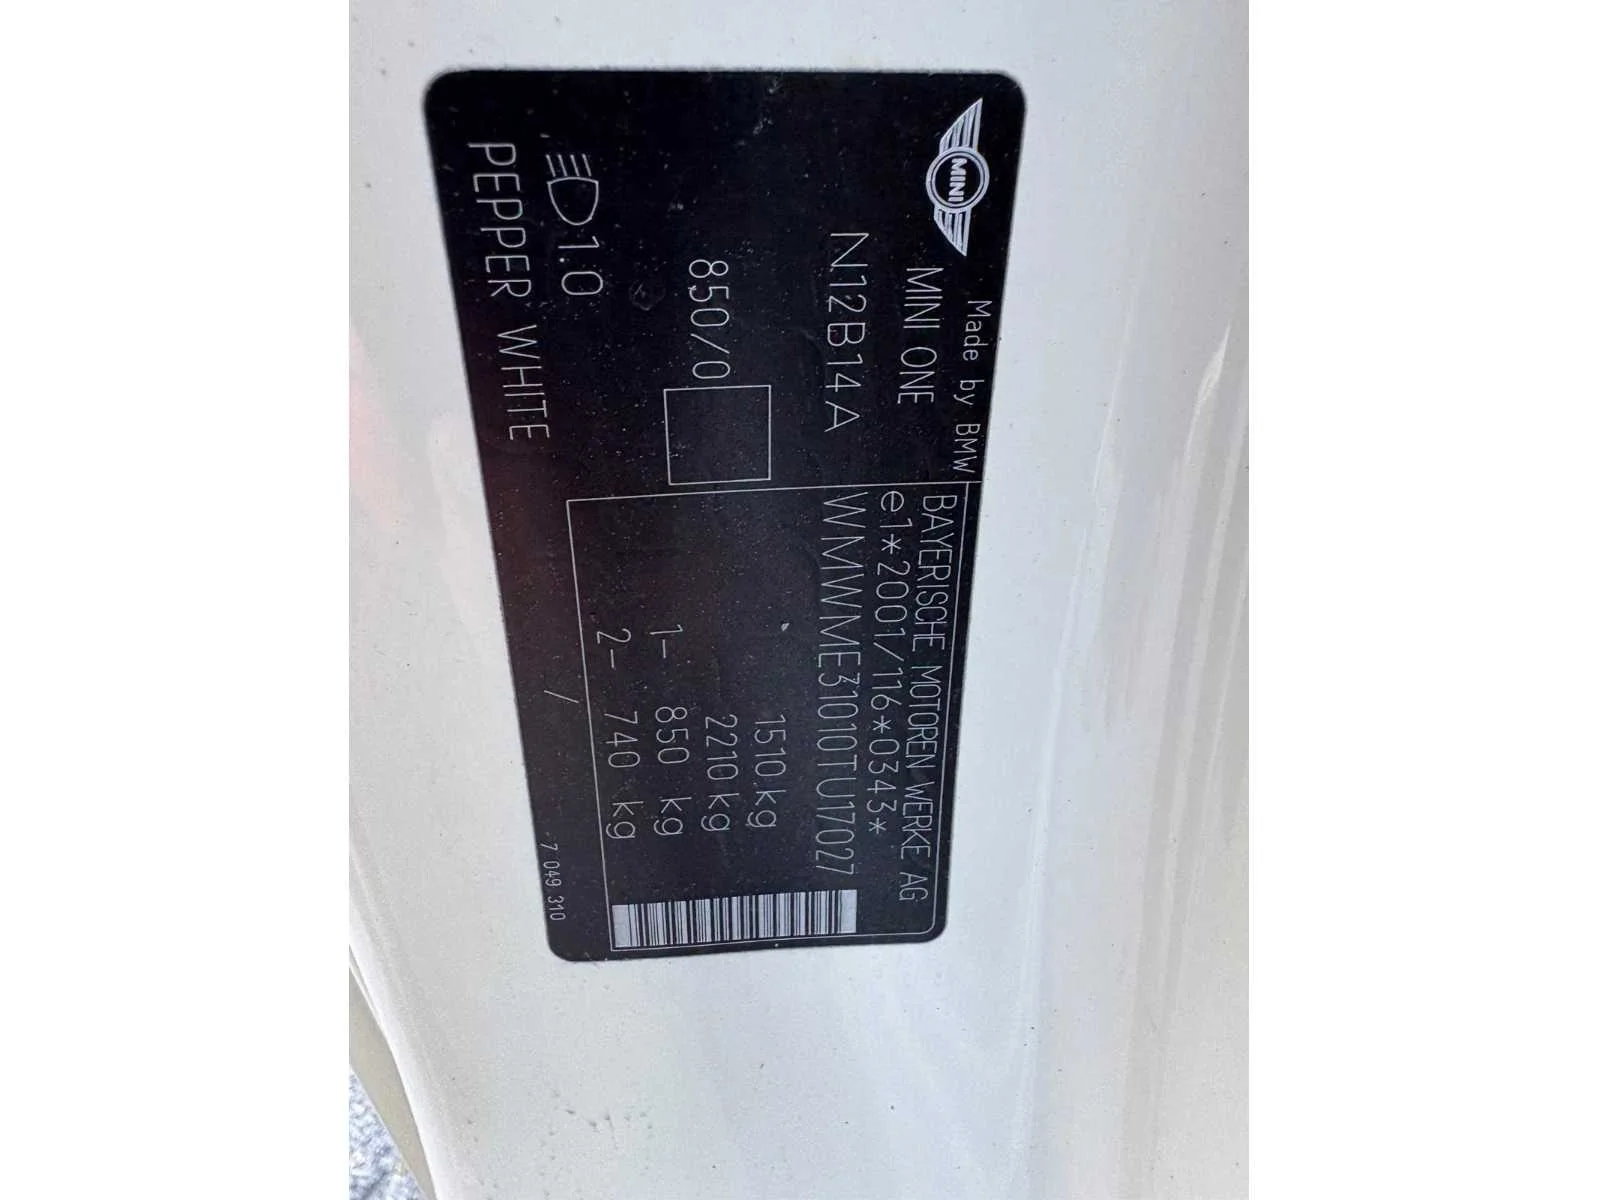 MINI
Made by BMW
MINI ONE
N12B14A
850/0
1.0
PEPPER WHITE
BAYERISCHE MOTOREN WERKE AG
e1*2001/116*0343*
WMWME31010TU17027
1510 kg
2210 kg
1- 850 kg
2- 740 kg
/
7 049 310